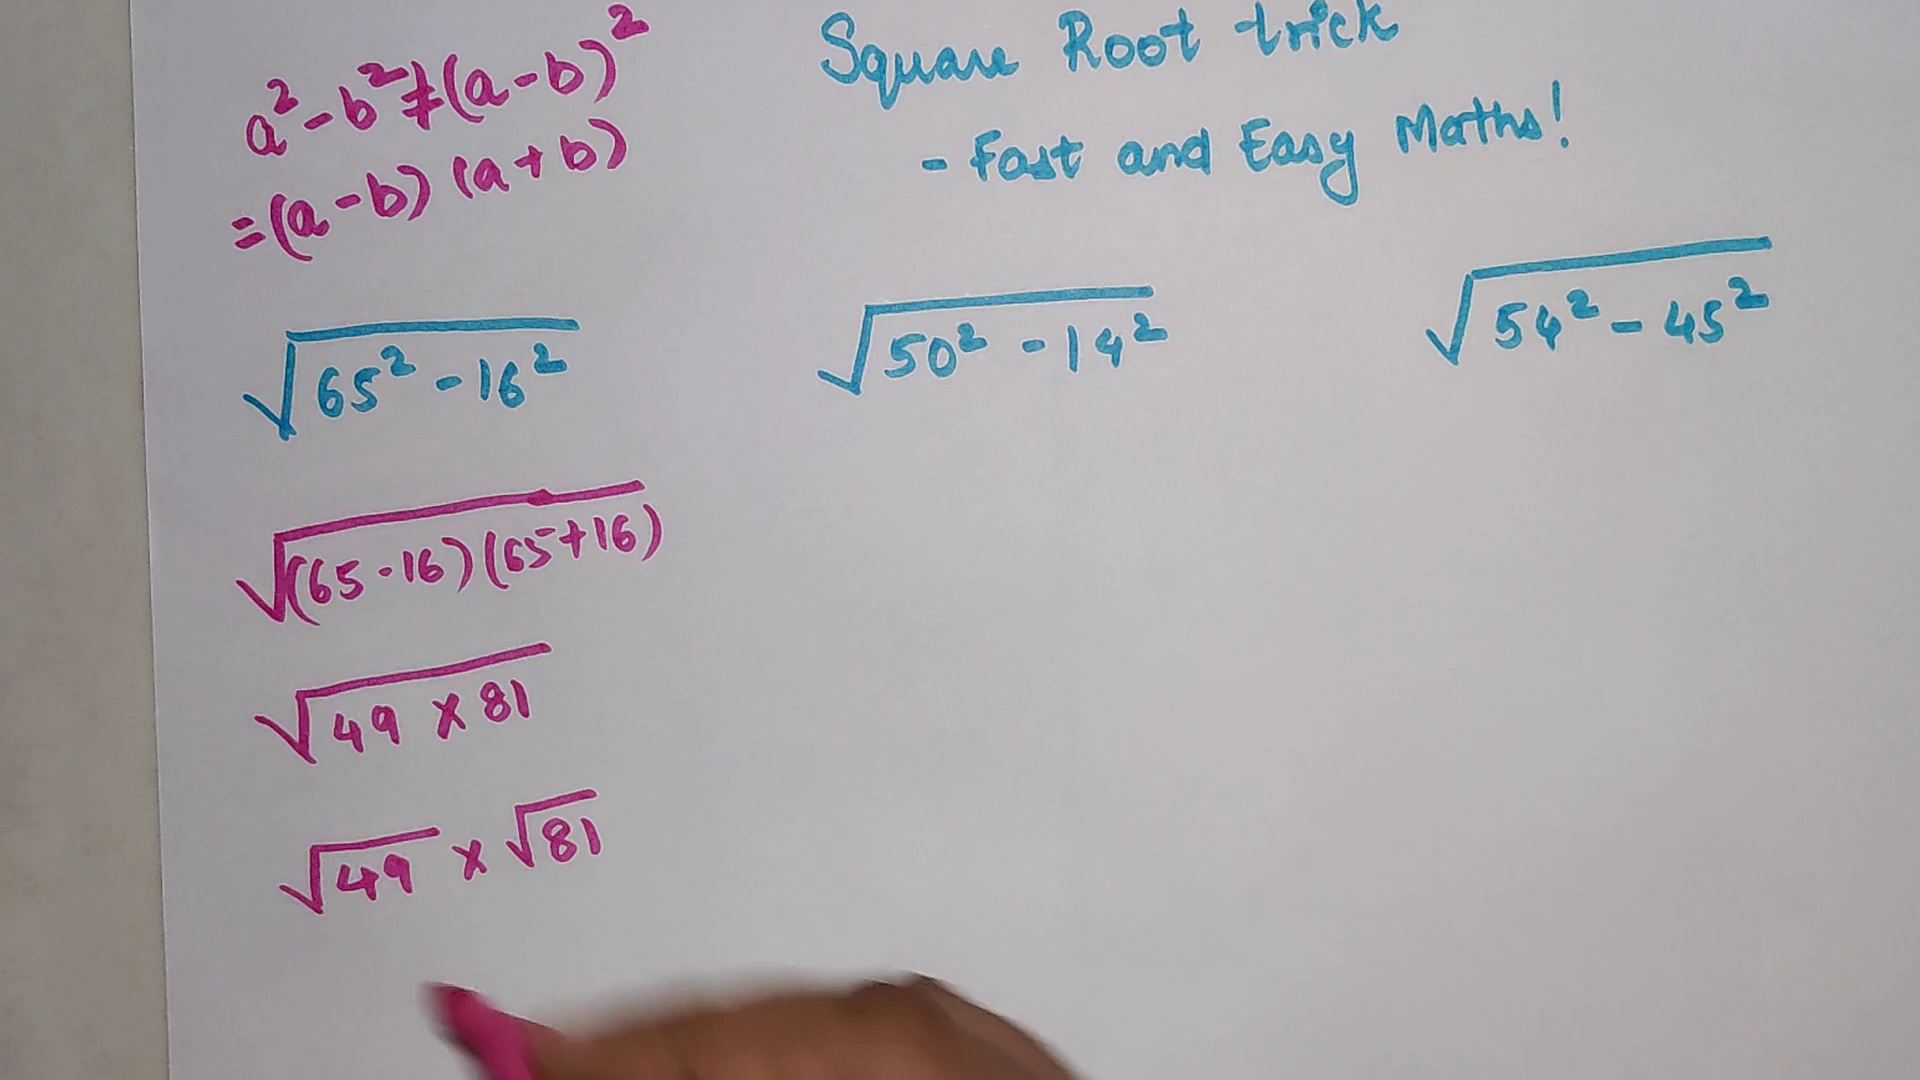 a² - b² ≠ (a - b)²
= (a - b) (a + b)
Square Root trick
- Fast and Easy Maths!
√(65² - 16²)
√(50² - 14²)
√(54² - 45²)
√((65 - 16) (65 + 16))
√(49 x 81)
√49 x √81